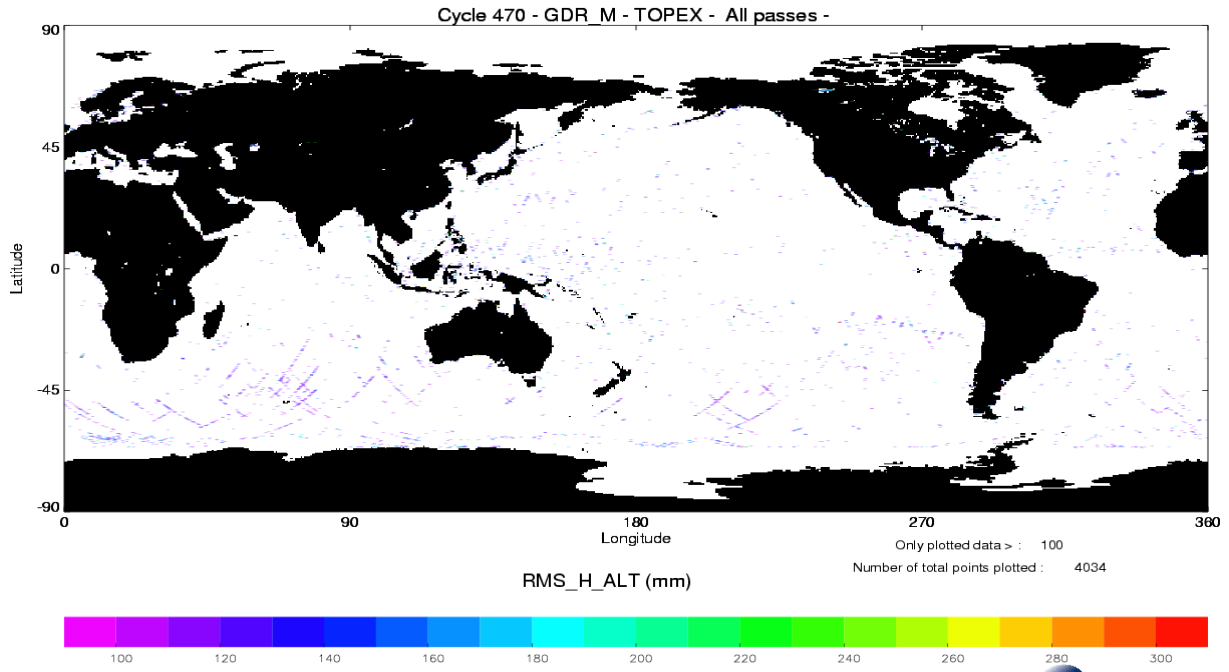 Cycle 470 - GDR_M - TOPEX - All passes -
90
45
0
-45
-90
Latitude
0 90 180 270 360
Longitude
Only plotted data > : 100
Number of total points plotted : 4034
RMS_H_ALT (mm)
100 120 140 160 180 200 220 240 260 280 300